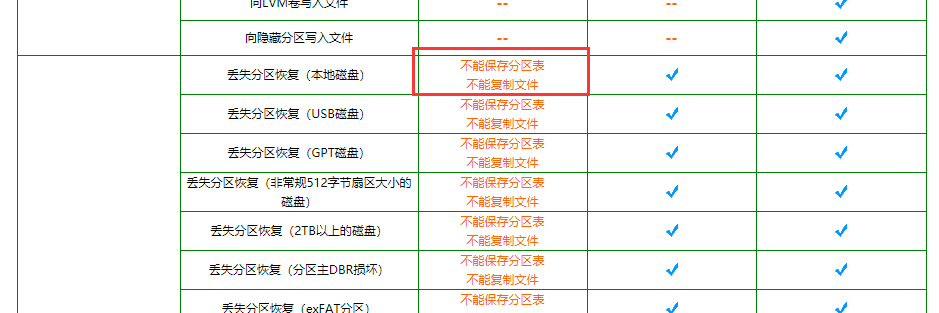 向LVM卷写入文件
--
--
向隐藏分区写入文件
--
--
丢失分区恢复（本地磁盘）
不能保存分区表
不能复制文件
丢失分区恢复（USB磁盘）
不能保存分区表
不能复制文件
丢失分区恢复（GPT磁盘）
不能保存分区表
不能复制文件
丢失分区恢复（非常规512字节扇区大小的
磁盘）
不能保存分区表
不能复制文件
丢失分区恢复（2TB以上的磁盘）
不能保存分区表
不能复制文件
丢失分区恢复（分区主DBR损坏）
不能保存分区表
不能复制文件
丢失分区恢复（exFAT分区）
不能保存分区表